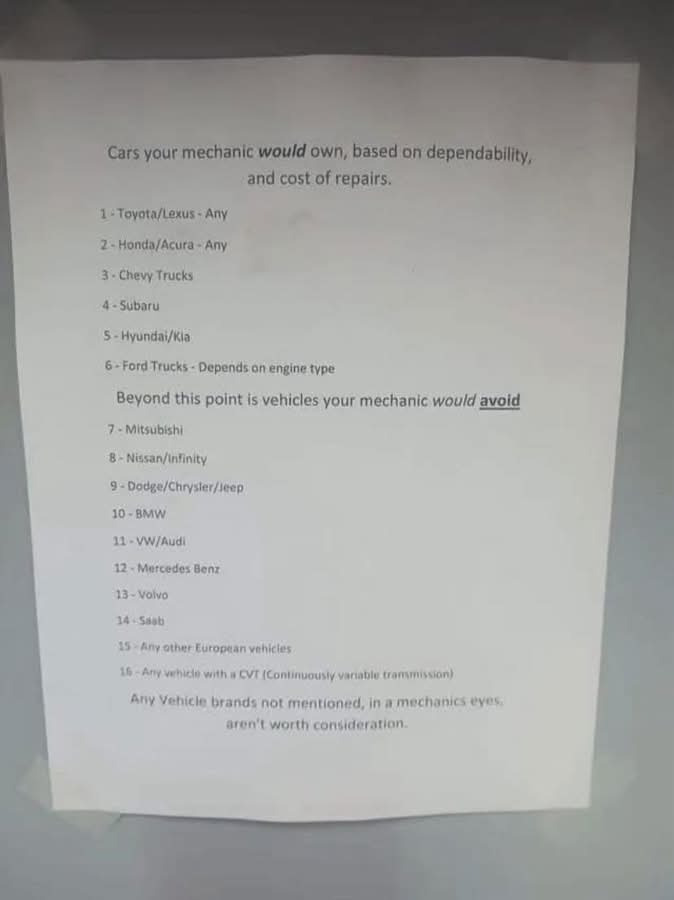 Cars your mechanic would own, based on dependability,
and cost of repairs.
1 - Toyota/Lexus - Any
2 - Honda/Acura - Any
3 - Chevy Trucks
4 - Subaru
5 - Hyundai/Kia
6 - Ford Trucks - Depends on engine type
Beyond this point is vehicles your mechanic would avoid
7 - Mitsubishi
8 - Nissan/Infinity
9 - Dodge/Chrysler/Jeep
10 - BMW
11 - VW/Audi
12 - Mercedes Benz
13 - Volvo
14 - Saab
15 - Any other European vehicles
16 - Any vehicle with a CVT (Continuously variable transmission)
Any Vehicle brands not mentioned, in a mechanics eyes,
aren't worth consideration.